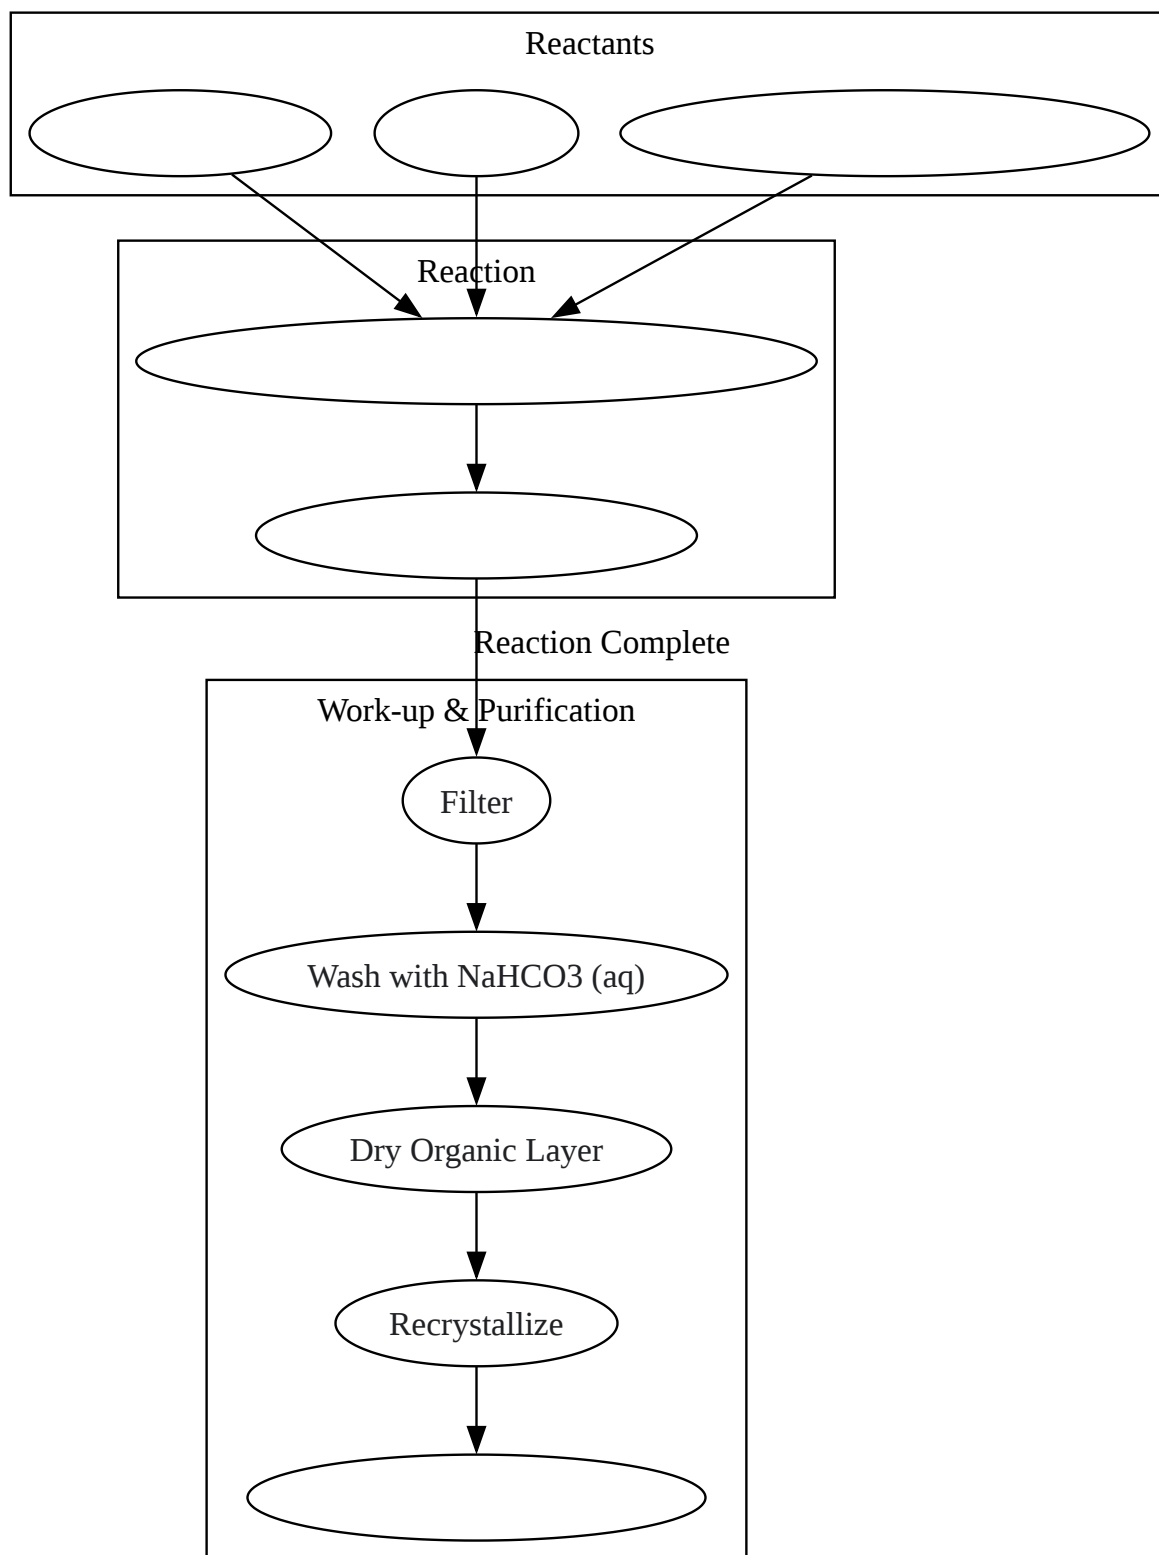 Reactants
Reaction
Reaction Complete
Work-up & Purification
Filter
Wash with NaHCO3 (aq)
Dry Organic Layer
Recrystallize